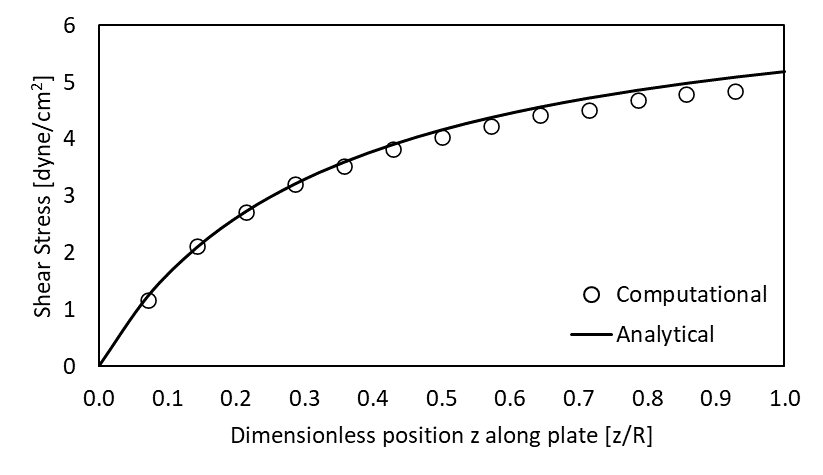 6
5
4
3
2
1
0
Shear Stress [dyne/cm²]
Computational
Analytical
0.0 0.1 0.2 0.3 0.4 0.5 0.6 0.7 0.8 0.9 1.0
Dimensionless position z along plate [z/R]